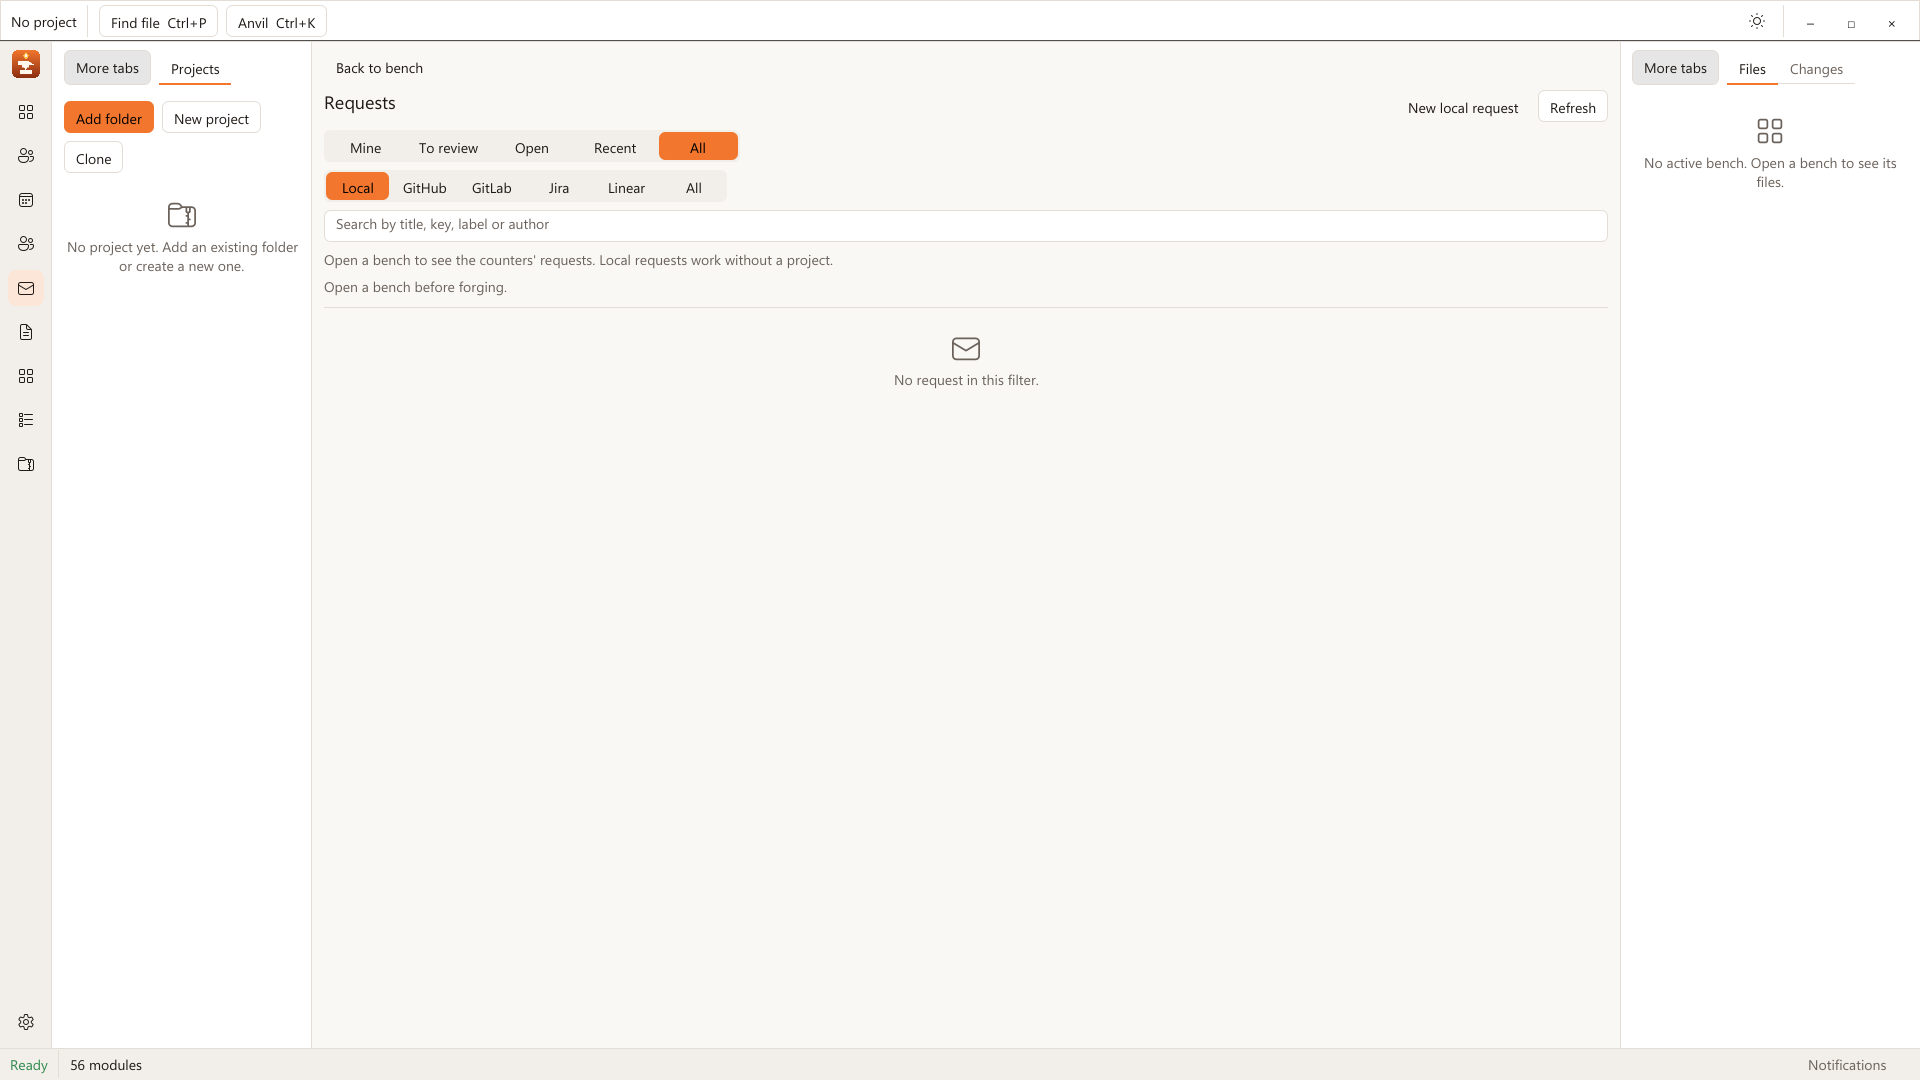 No project
Find file Ctrl+P
Anvil Ctrl+K
More tabs
Projects
Add folder
New project
Clone
No project yet. Add an existing folder
or create a new one.
Back to bench
Requests
New local request
Refresh
Mine
To review
Open
Recent
All
Local
GitHub
GitLab
Jira
Linear
All
Search by title, key, label or author
Open a bench to see the counters' requests. Local requests work without a project.
Open a bench before forging.
No request in this filter.
More tabs
Files
Changes
No active bench. Open a bench to see its
files.
Ready
56 modules
Notifications